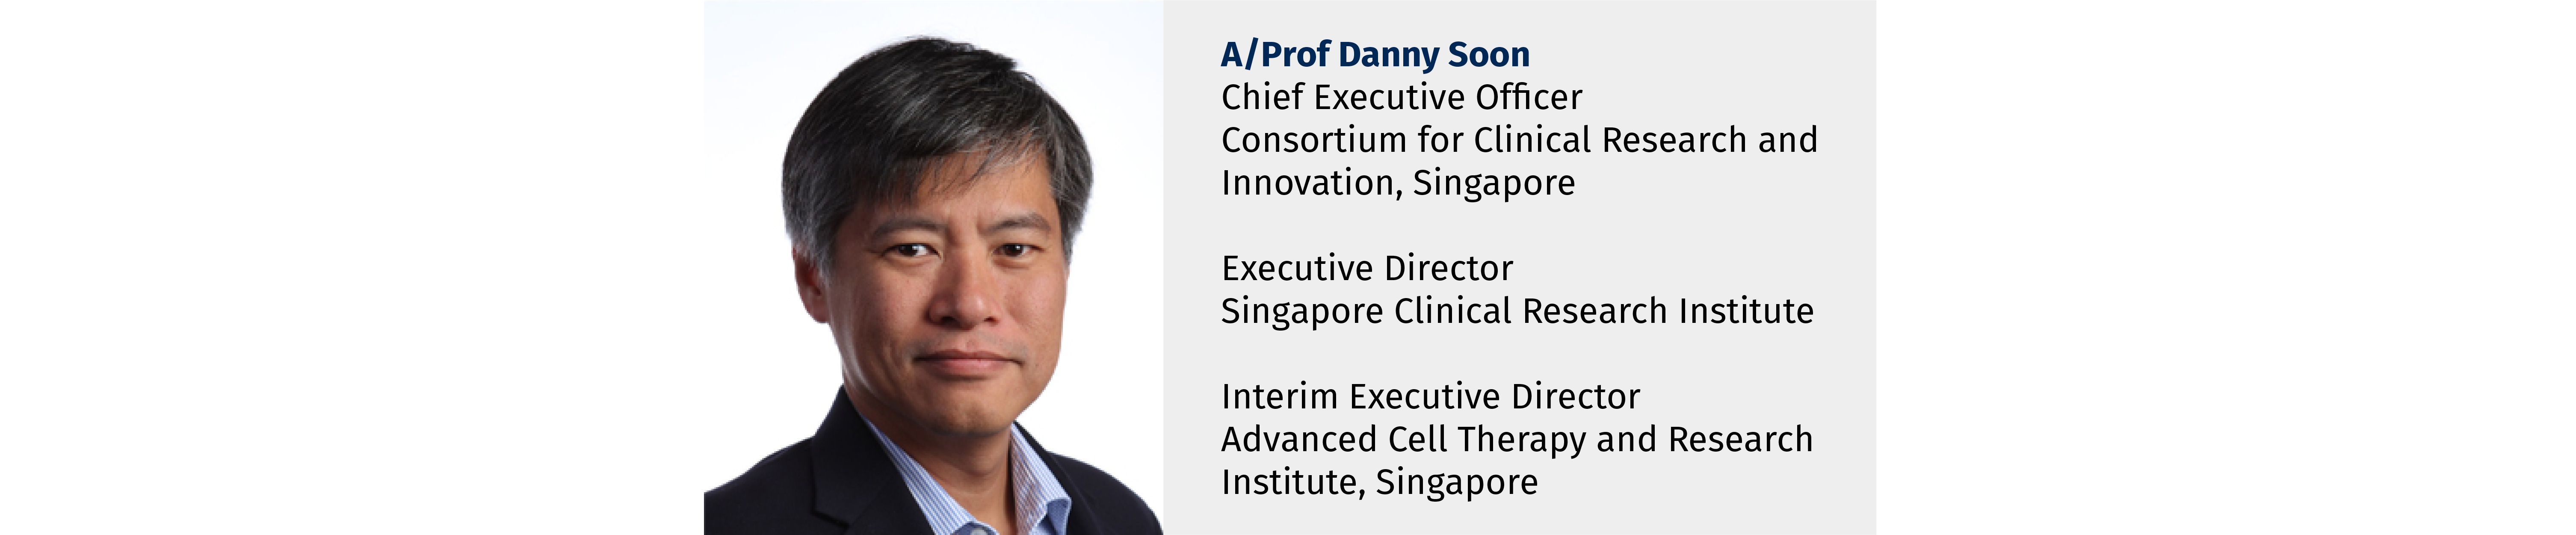 A/Prof Danny Soon
Chief Executive Officer
Consortium for Clinical Research and
Innovation, Singapore
Executive Director
Singapore Clinical Research Institute
Interim Executive Director
Advanced Cell Therapy and Research
Institute, Singapore